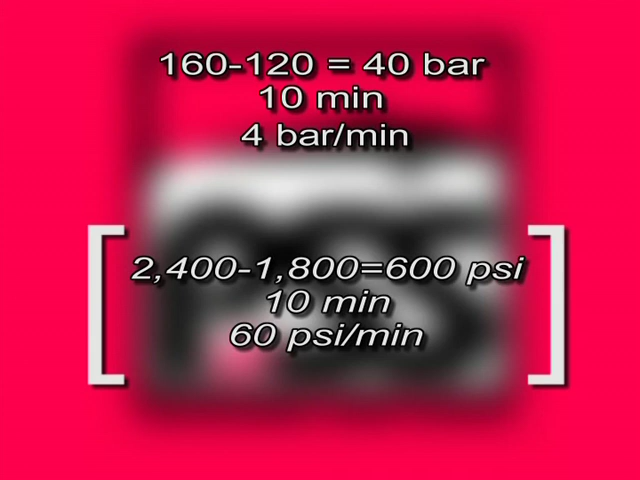 160-120 = 40 bar
10 min
4 bar/min
2,400-1,800=600 psi
10 min
60 psi/min